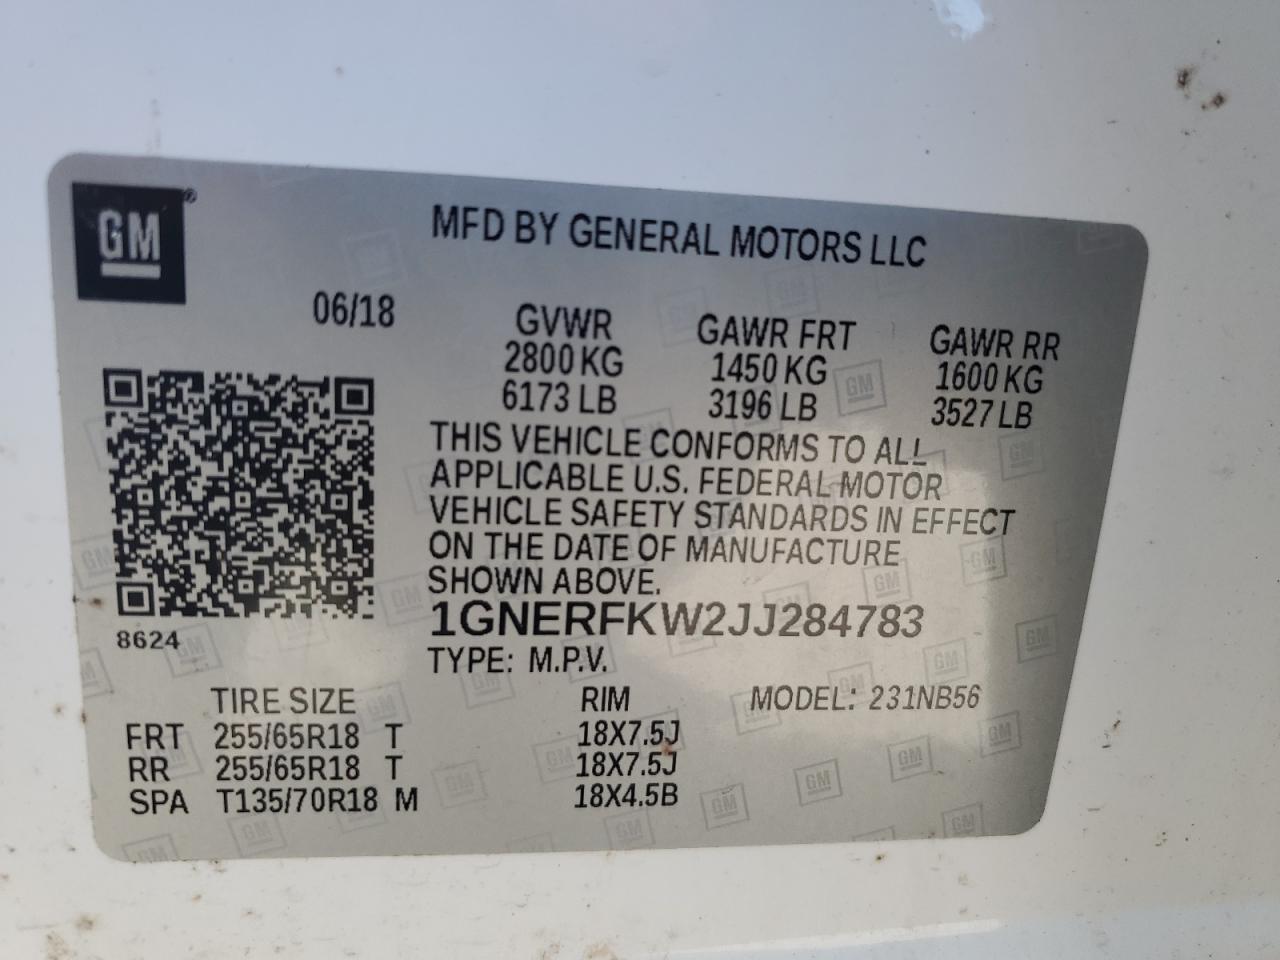 GM®
MFD BY GENERAL MOTORS LLC
06/18
GVWR GAWR FRT GAWR RR
2800 KG 1450 KG 1600 KG
6173 LB 3196 LB 3527 LB
THIS VEHICLE CONFORMS TO ALL
APPLICABLE U.S. FEDERAL MOTOR
VEHICLE SAFETY STANDARDS IN EFFECT
ON THE DATE OF MANUFACTURE
SHOWN ABOVE.
1GNERFKW2JJ284783
8624
TYPE: M.P.V.
TIRE SIZE RIM MODEL: 231NB56
FRT 255/65R18 T 18X7.5J
RR 255/65R18 T 18X7.5J
SPA T135/70R18 M 18X4.5B